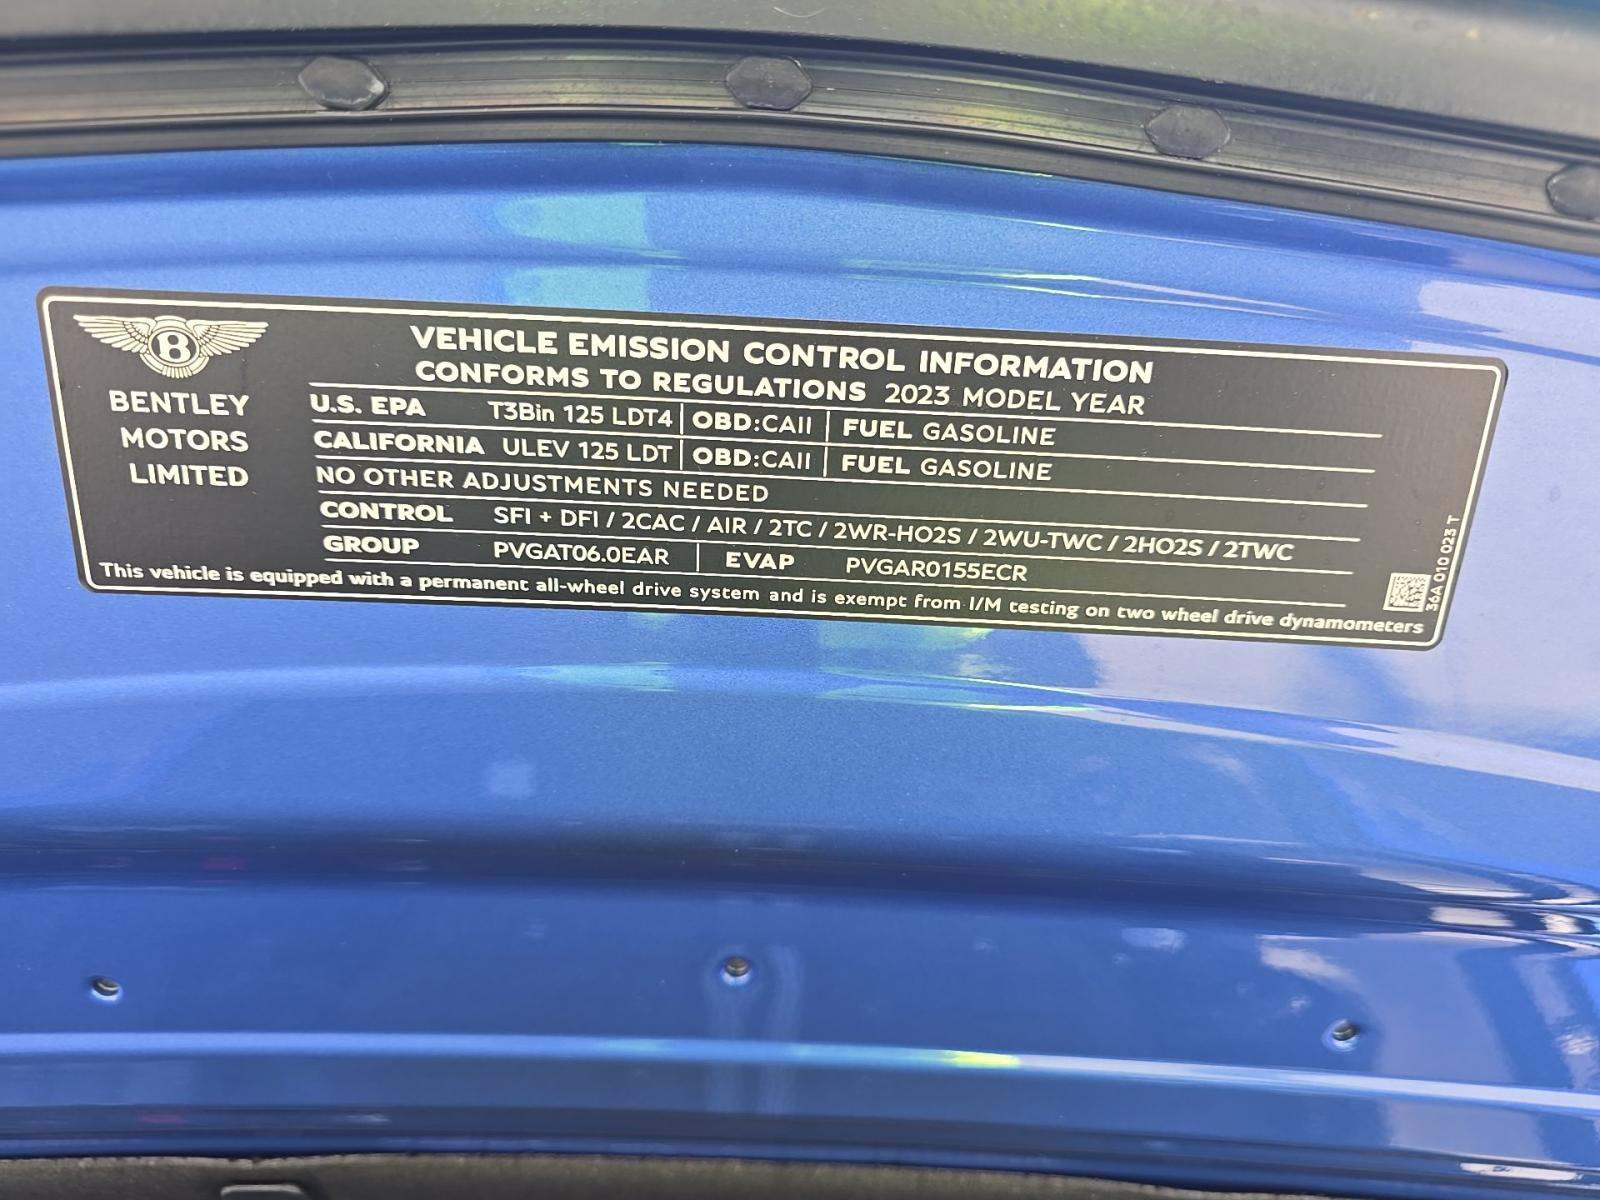 B
BENTLEY
MOTORS
LIMITED
VEHICLE EMISSION CONTROL INFORMATION
CONFORMS TO REGULATIONS 2023 MODEL YEAR
U.S. EPA T3Bin 125 LDT4 OBD:CAII FUEL GASOLINE
CALIFORNIA ULEV 125 LDT OBD:CAII FUEL GASOLINE
NO OTHER ADJUSTMENTS NEEDED
CONTROL SFI + DFI / 2CAC / AIR / 2TC / 2WR-HO2S / 2WU-TWC / 2HO2S / 2TWC
GROUP PVGAT06.0EAR EVAP PVGAR0155ECR
This vehicle is equipped with a permanent all-wheel drive system and is exempt from I/M testing on two wheel drive dynamometers
36A 010 023 T